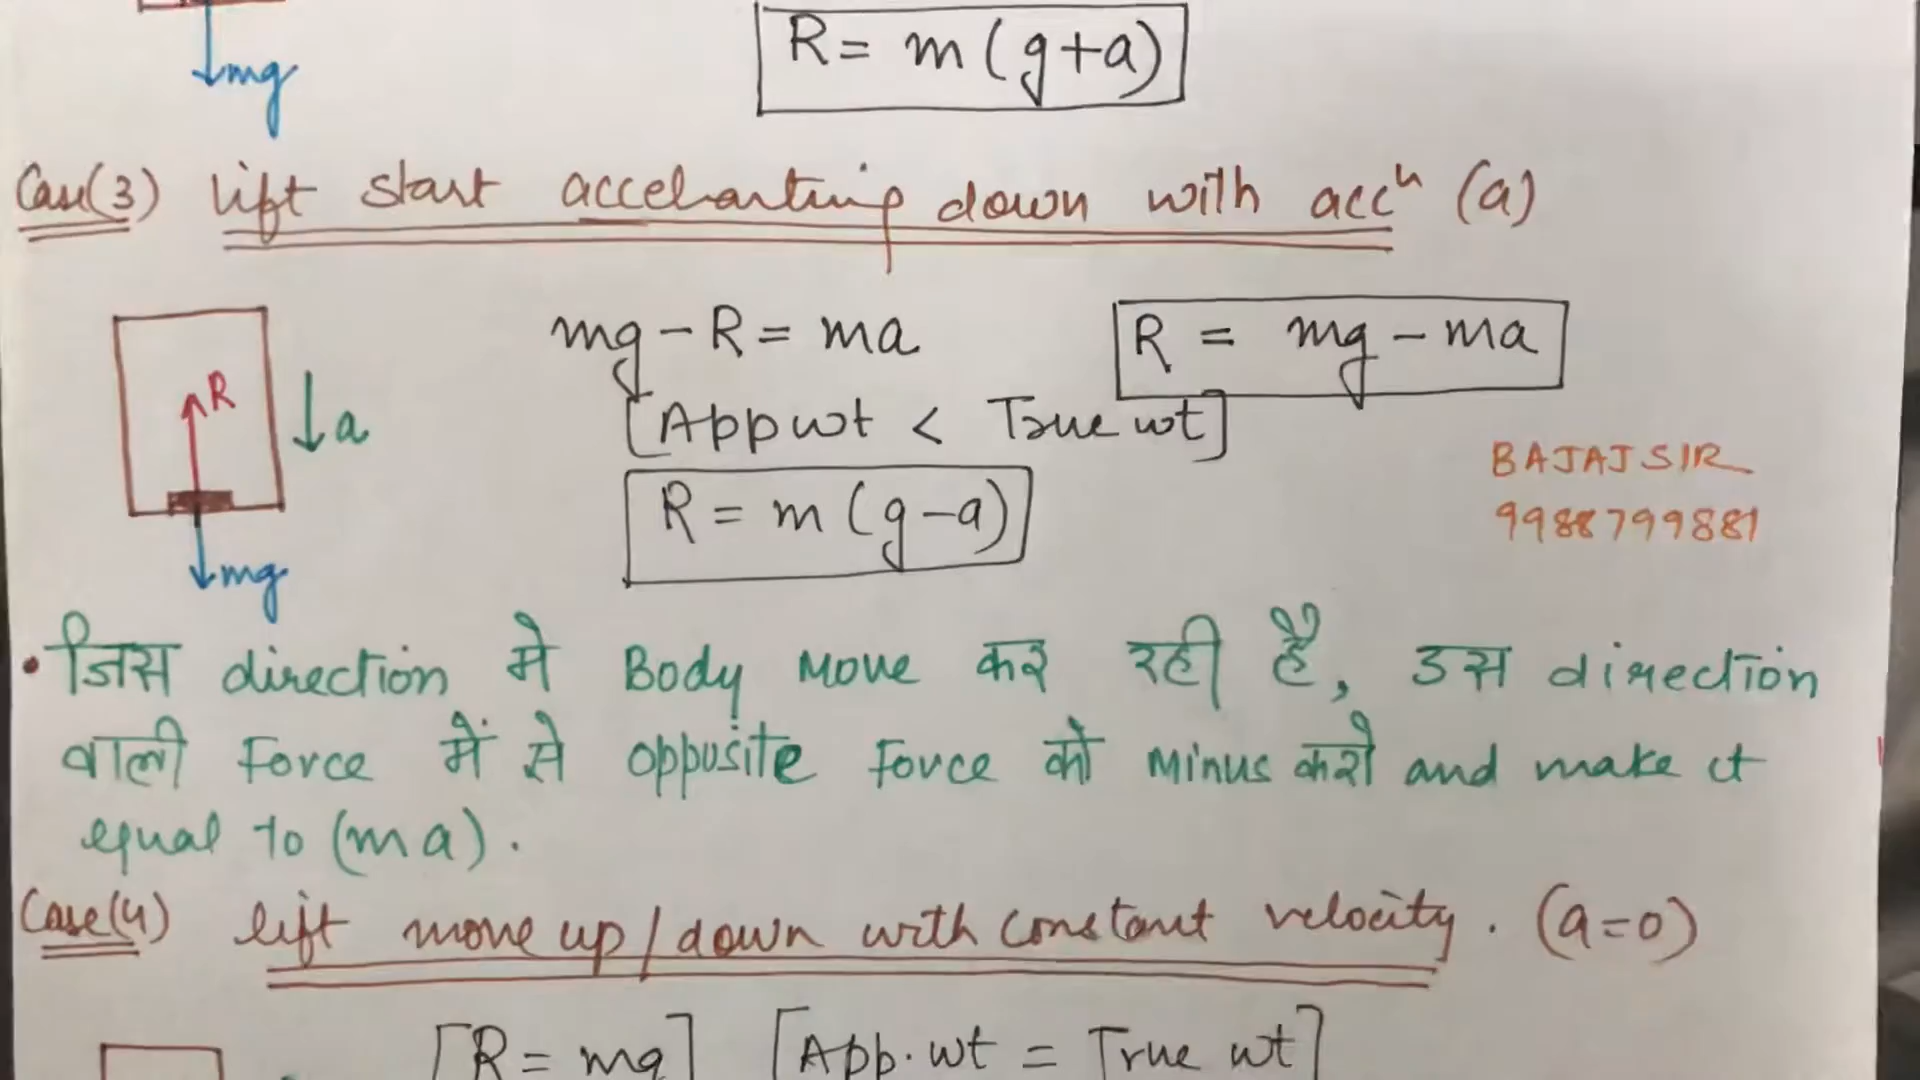 ↓mg
R = m (g+a)
Case(3) lift start accelarting down with accⁿ (a)
mg - R = ma
R = mg - ma
R
↓a
[App wt < True wt]
R = m (g-a)
BAJAJ SIR
9988799881
↓mg
• जिस direction मे Body move कर रही है, उस direction
वाली Force में से opposite Force को Minus करो and make it
equal to (ma).
Case(4) lift move up/down with constant velocity. (a=0)
[R = mg] [App. wt = True wt]